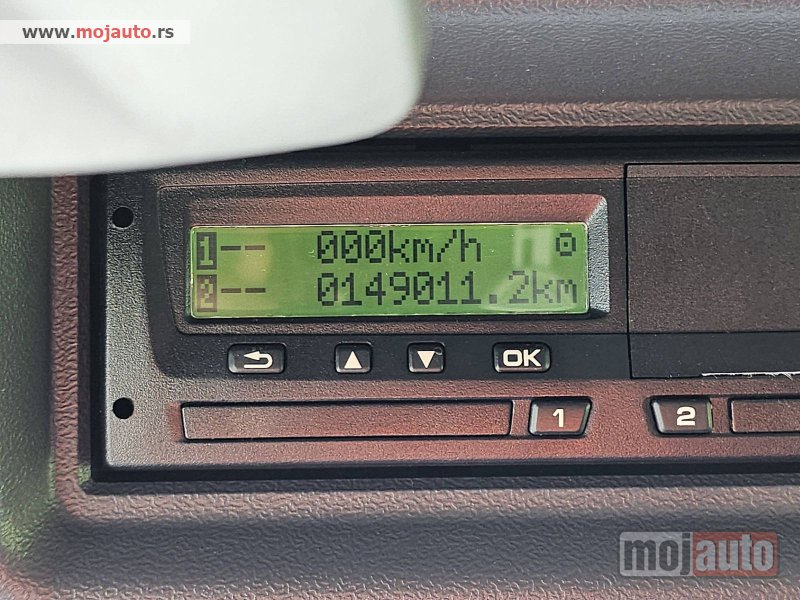 www.mojauto.rs
1-- 000km/h
2-- 0149011.2km
OK
1 2
mojauto